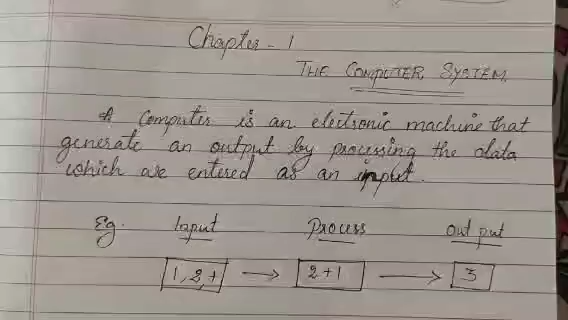 Chapter - 1
THE COMPUTER SYSTEM
A Computer is an electronic machine that
generate an output by processing the data
which are entered as an input.
Eg. Input Process Output
1, 2, + → 2+1 → 3